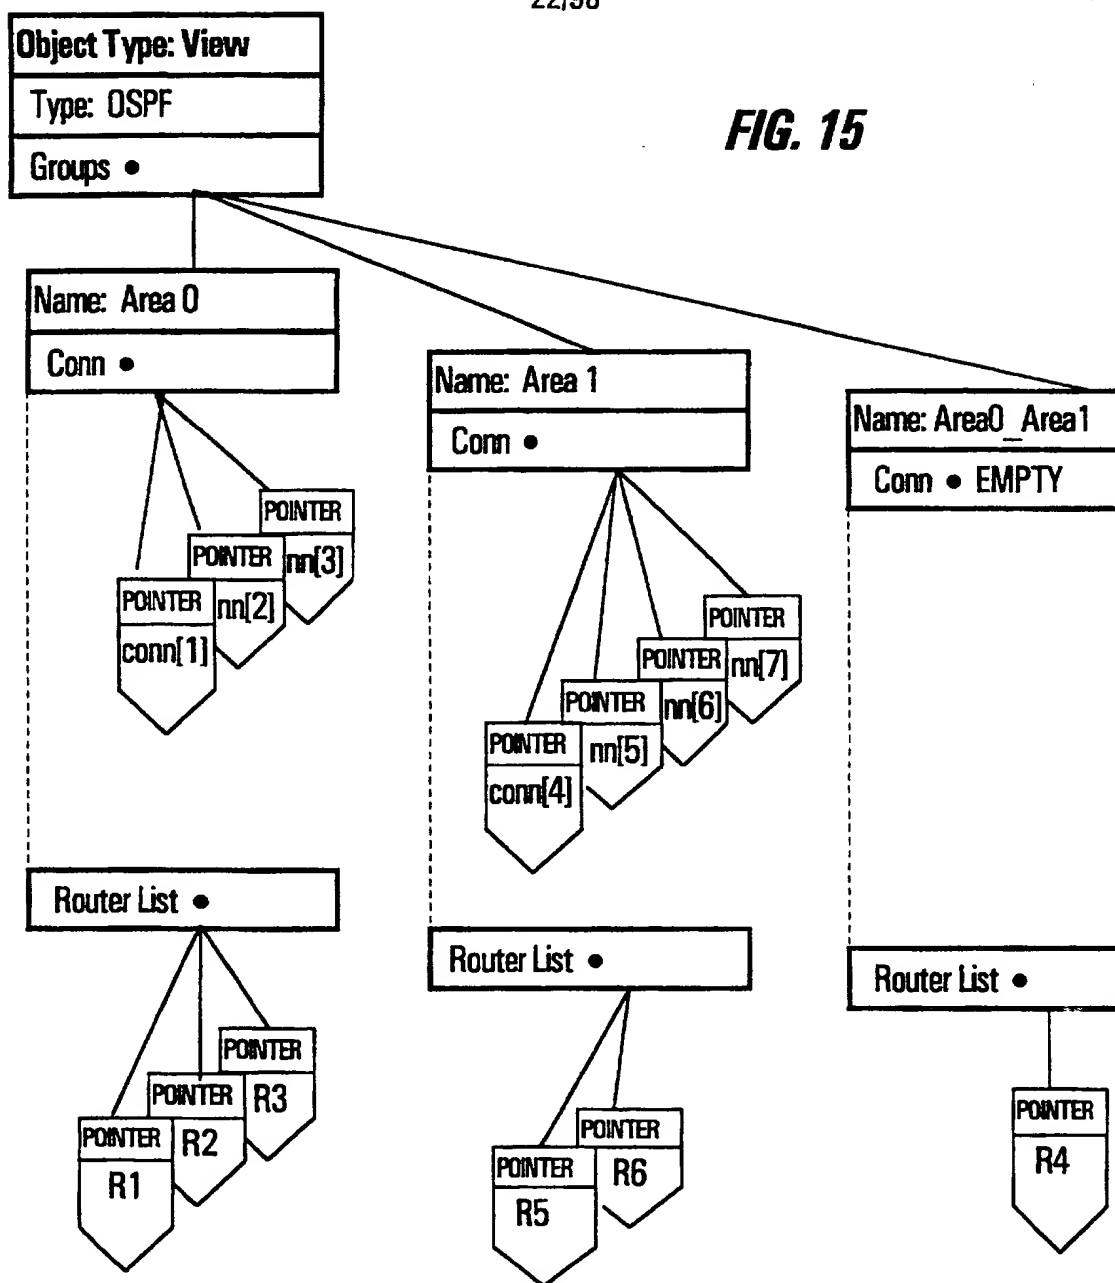 22/38
Object Type: View
Type: OSPF
Groups •
FIG. 15
Name: Area 0
Conn •
POINTER
nn[3]
POINTER
nn[2]
POINTER
conn[1]
Name: Area 1
Conn •
POINTER
nn[7]
POINTER
nn[6]
POINTER
nn[5]
POINTER
conn[4]
Name: Area0_Area1
Conn • EMPTY
Router List •
POINTER
R3
POINTER
R2
POINTER
R1
Router List •
POINTER
R6
POINTER
R5
Router List •
POINTER
R4